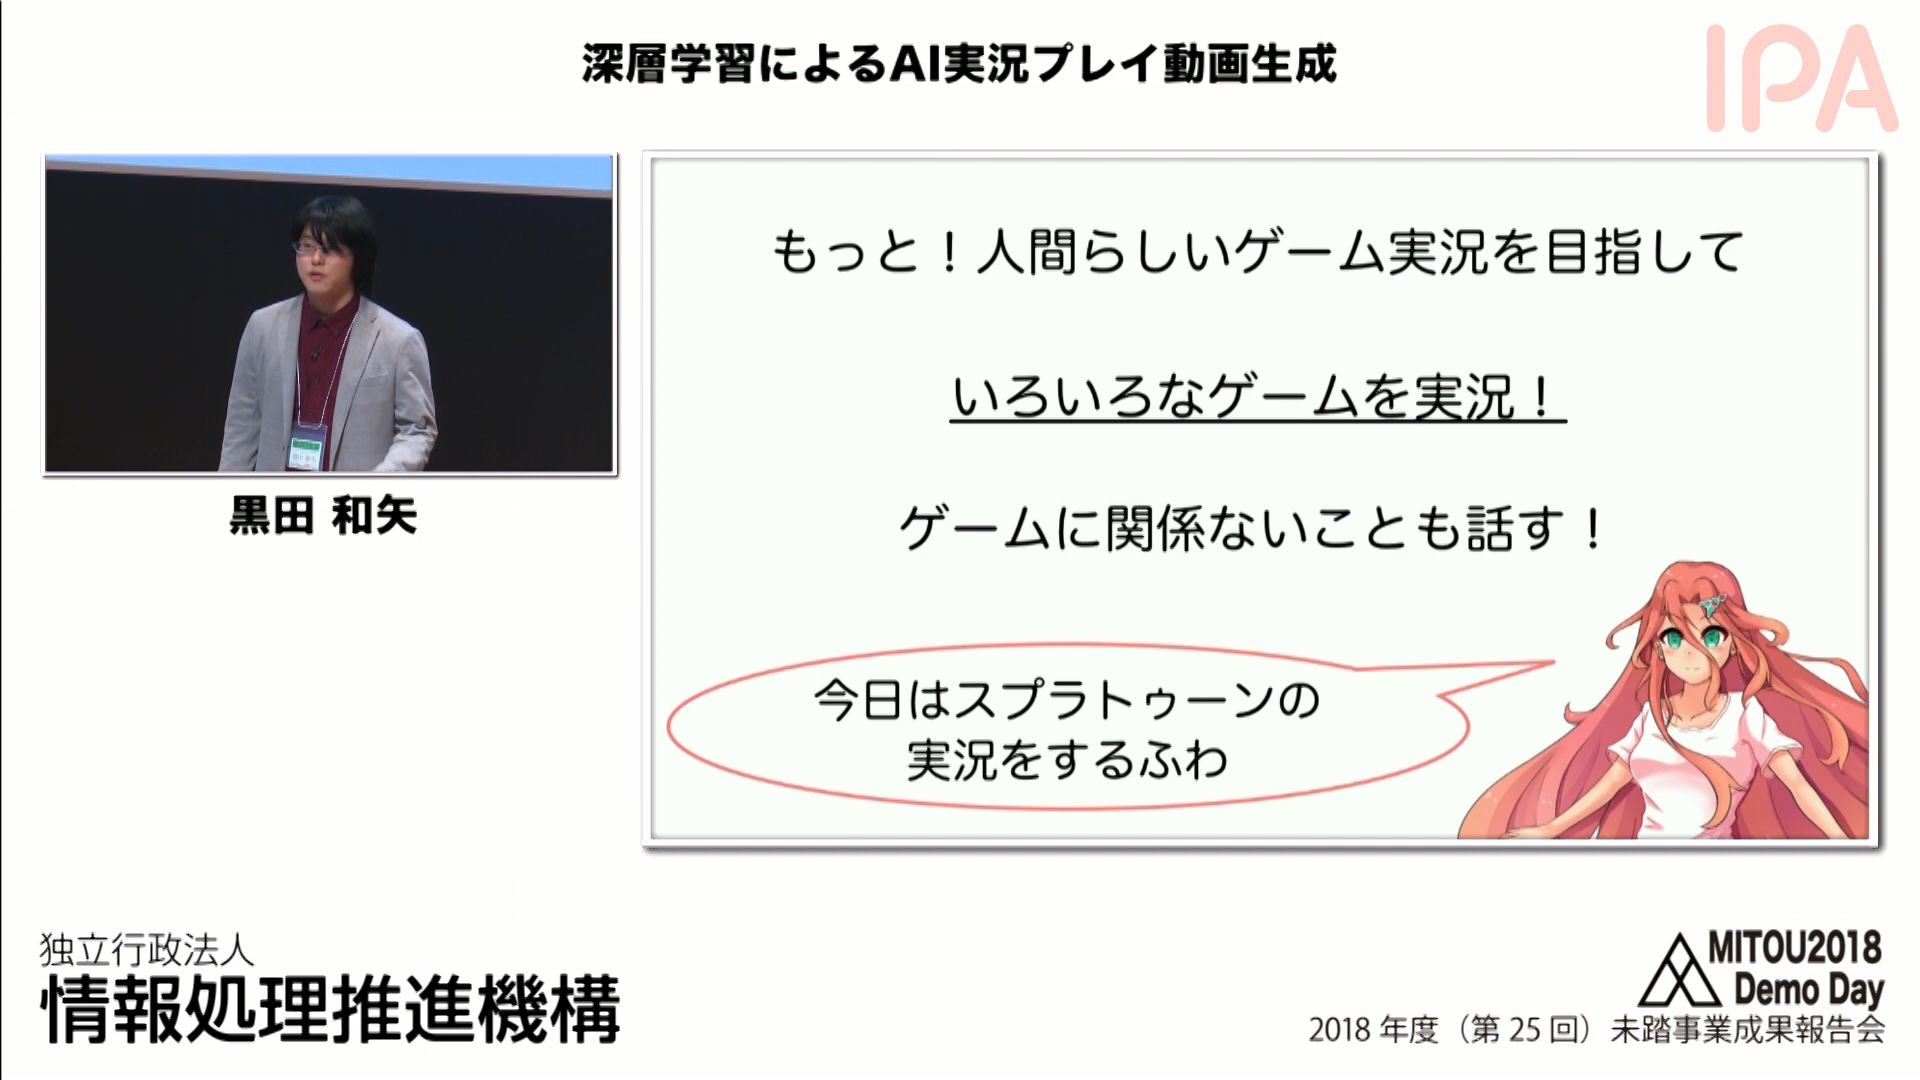 深層学習によるAI実況プレイ動画生成
IPA
黒田 和矢
もっと！人間らしいゲーム実況を目指して
いろいろなゲームを実況！
ゲームに関係ないことも話す！
今日はスプラトゥーンの
実況をするふわ
独立行政法人
情報処理推進機構
MITOU2018
Demo Day
2018 年度（第 25 回）未踏事業成果報告会